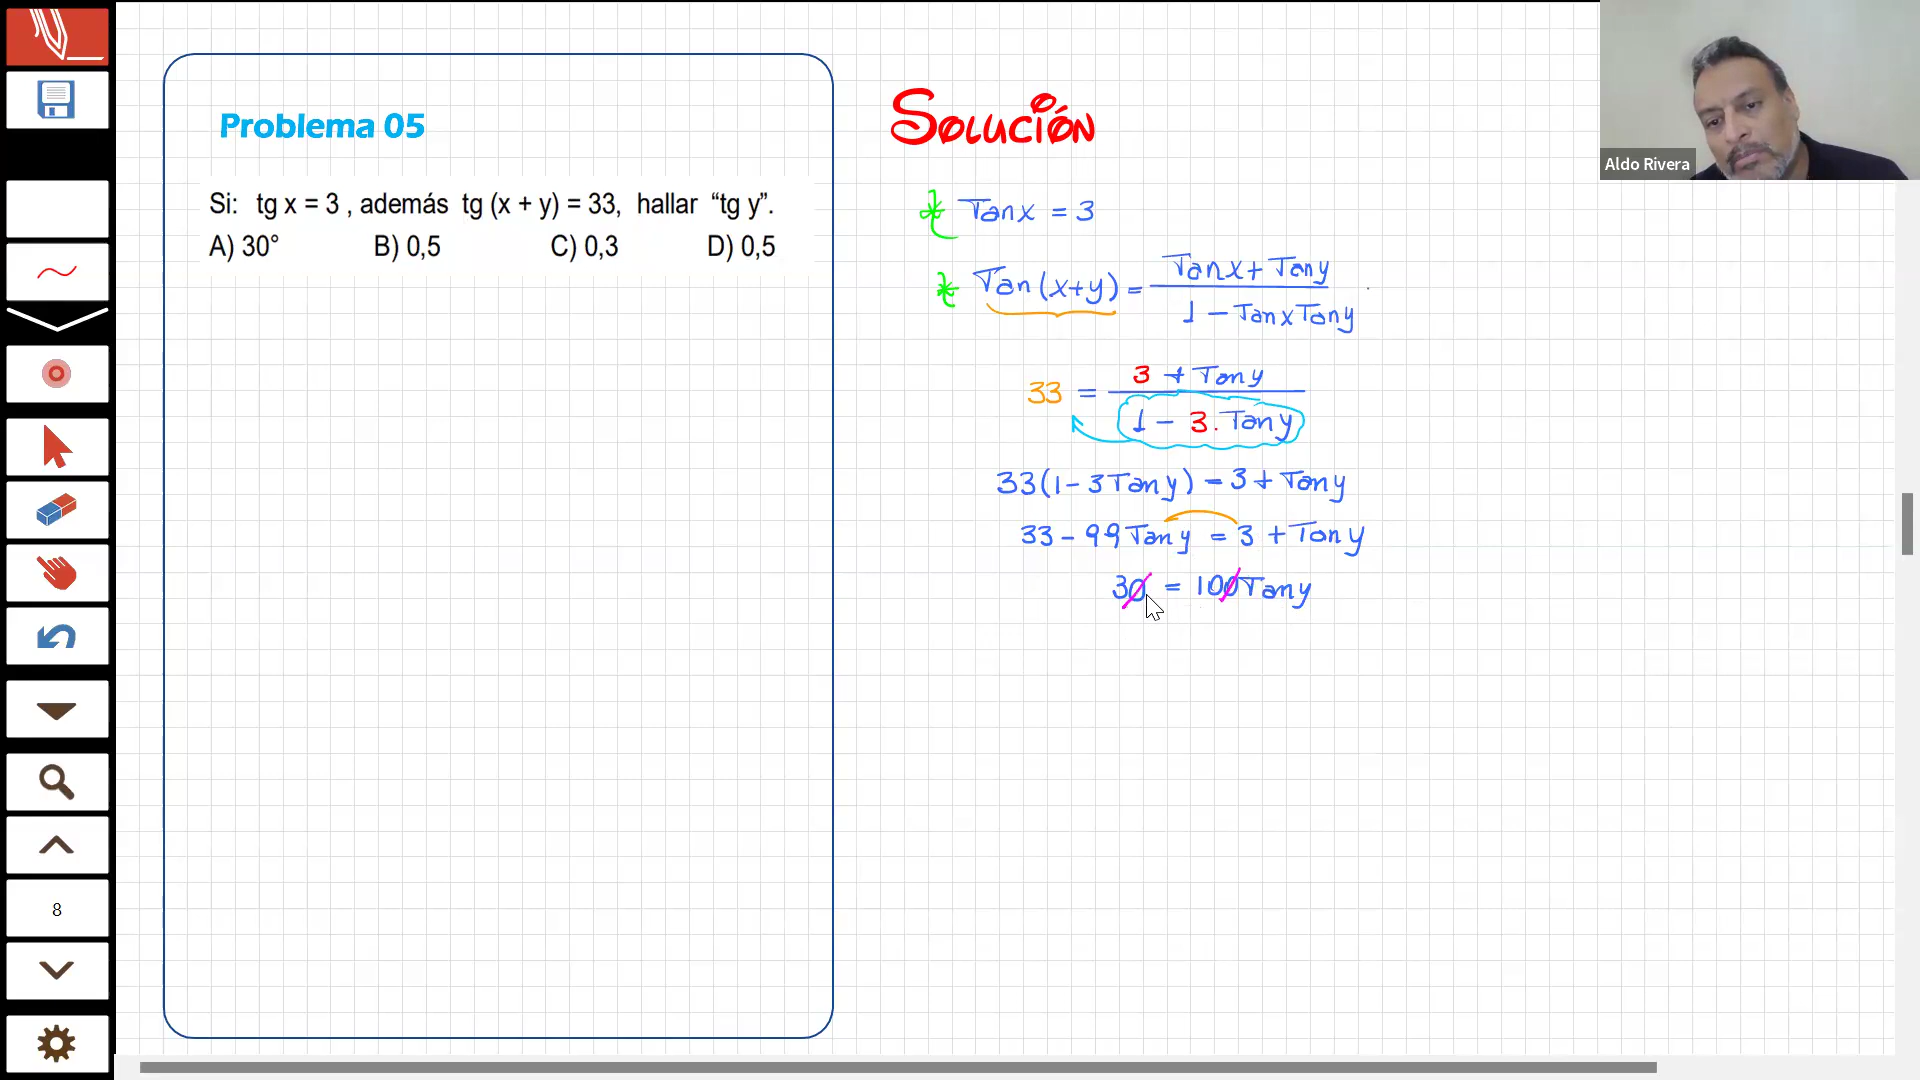 Problema 05
Si: tg x = 3 , además tg (x + y) = 33, hallar “tg y”.
A) 30° B) 0,5 C) 0,3 D) 0,5
Solución
* Tanx = 3
* Tan(x+y) = Tanx + Tany / 1 - TanxTany
33 = 3 + Tany / 1 - 3. Tany
33(1 - 3Tany) = 3 + Tany
33 - 99Tany = 3 + Tany
30 = 100Tany
Aldo Rivera
8